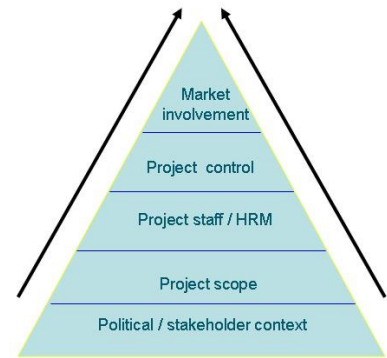 Market
involvement
Project control
Project staff / HRM
Project scope
Political / stakeholder context